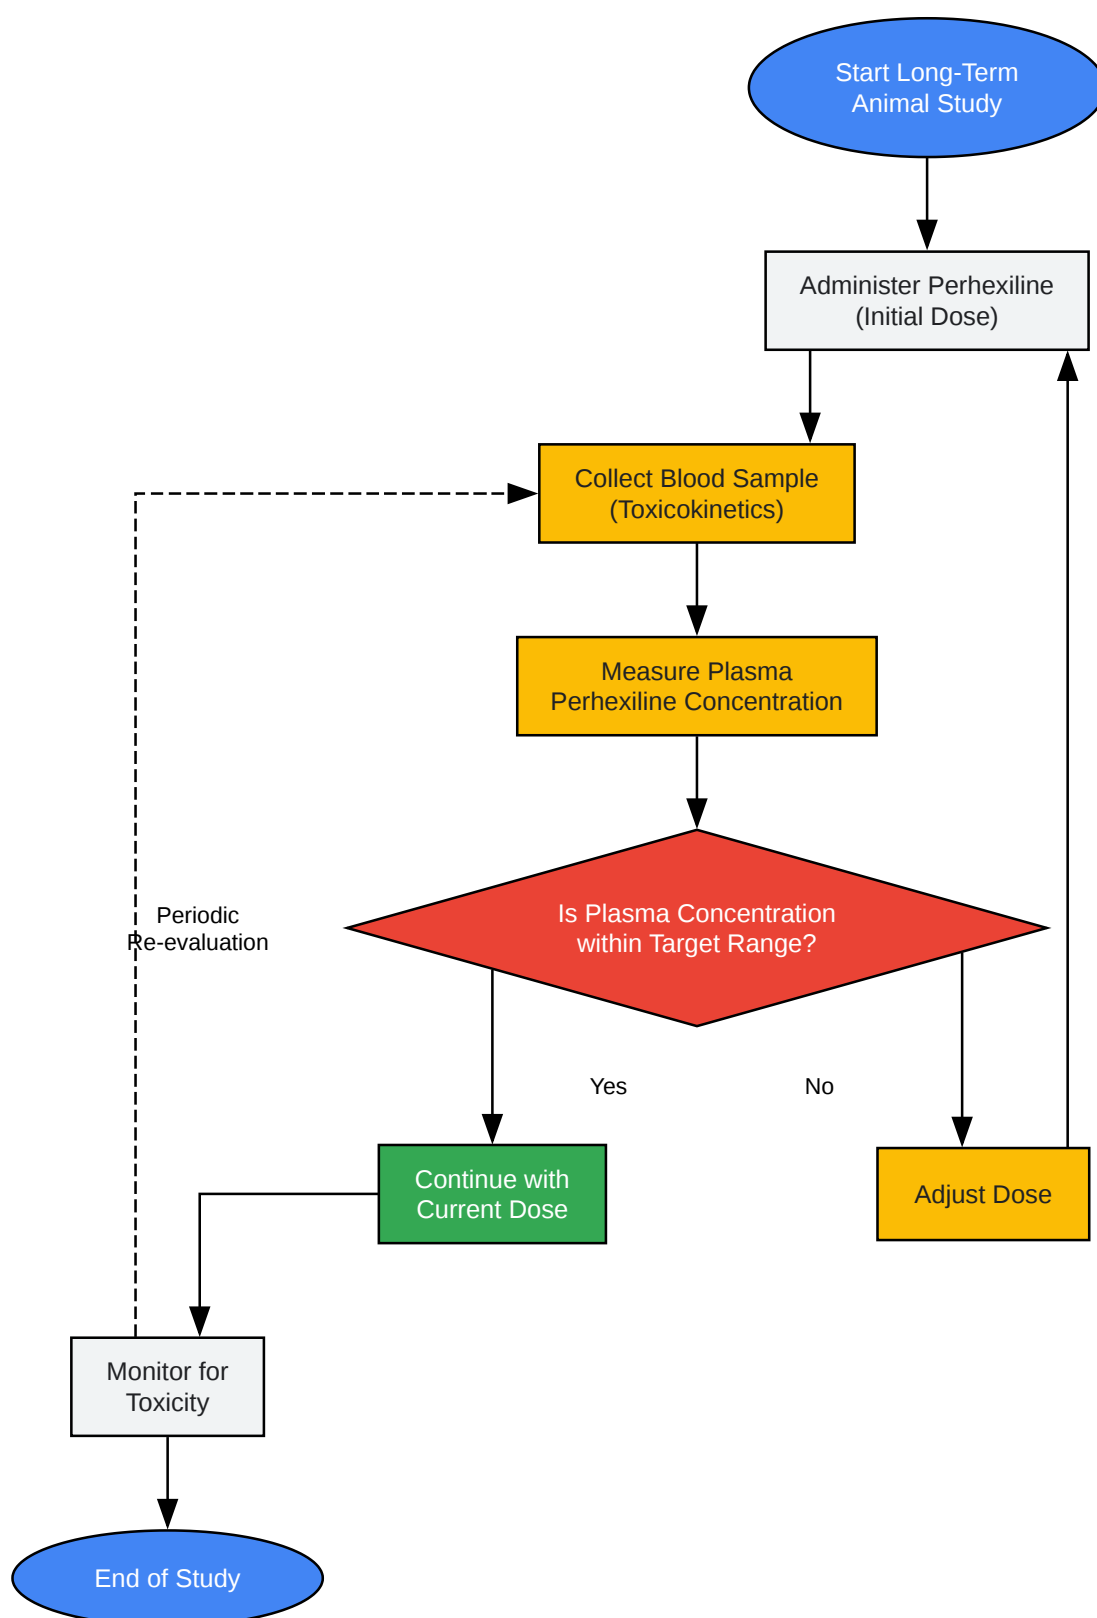 Start Long-Term
Animal Study
Administer Perhexiline
(Initial Dose)
Collect Blood Sample
(Toxicokinetics)
Measure Plasma
Perhexiline Concentration
Is Plasma Concentration
within Target Range?
Periodic
Re-evaluation
Yes
No
Continue with
Current Dose
Adjust Dose
Monitor for
Toxicity
End of Study